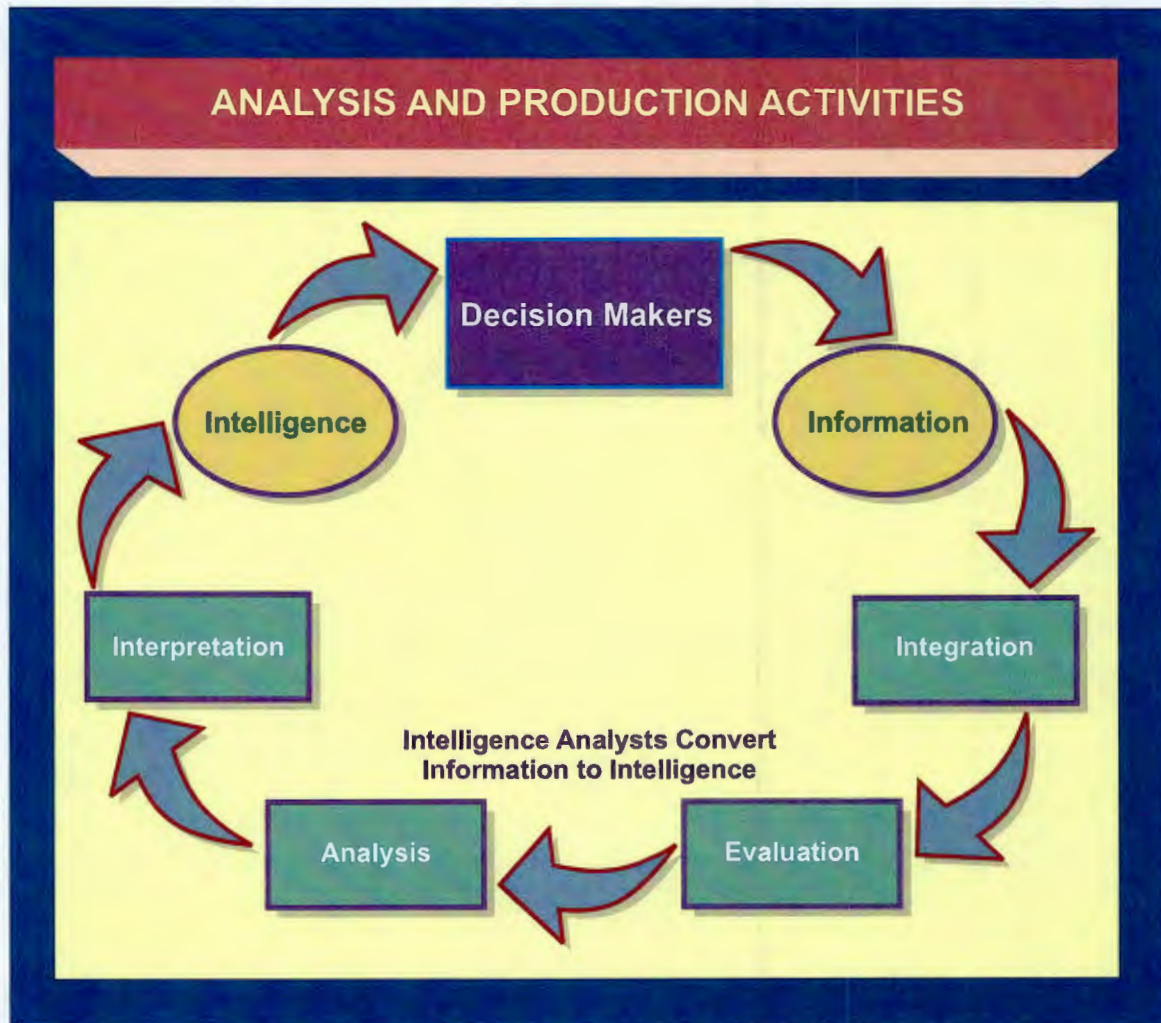 ANALYSIS AND PRODUCTION ACTIVITIES
Decision Makers
Intelligence
Information
Interpretation
Integration
Intelligence Analysts Convert
Information to Intelligence
Analysis
Evaluation